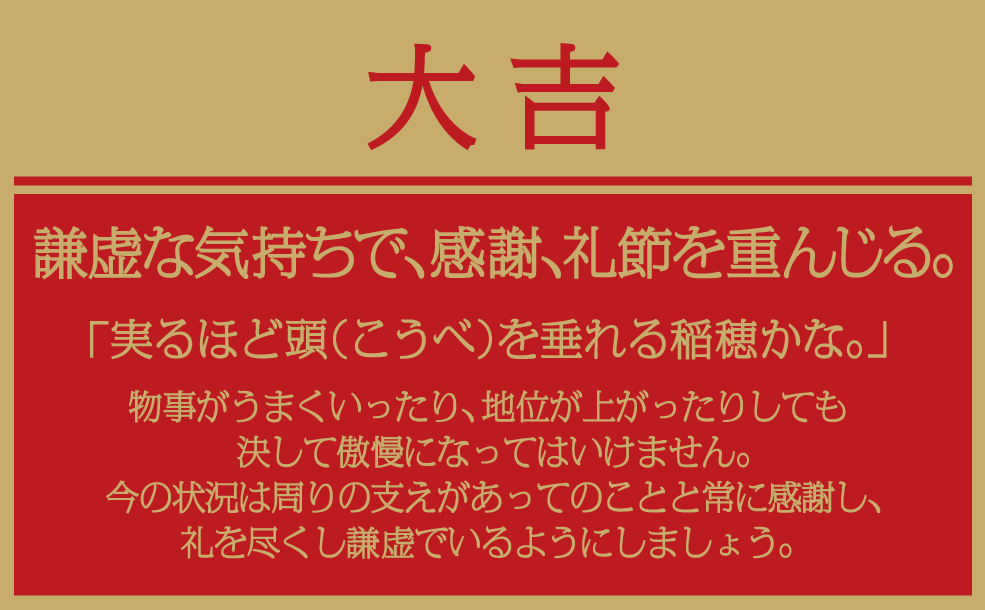 大吉
謙虚な気持ちで、感謝、礼節を重んじる。
「実るほど頭（こうべ）を垂れる稲穂かな。」
物事がうまくいったり、地位が上がったりしても
決して傲慢になってはいけません。
今の状況は周りの支えがあってのことと常に感謝し、
礼を尽くし謙虚でいるようにしましょう。